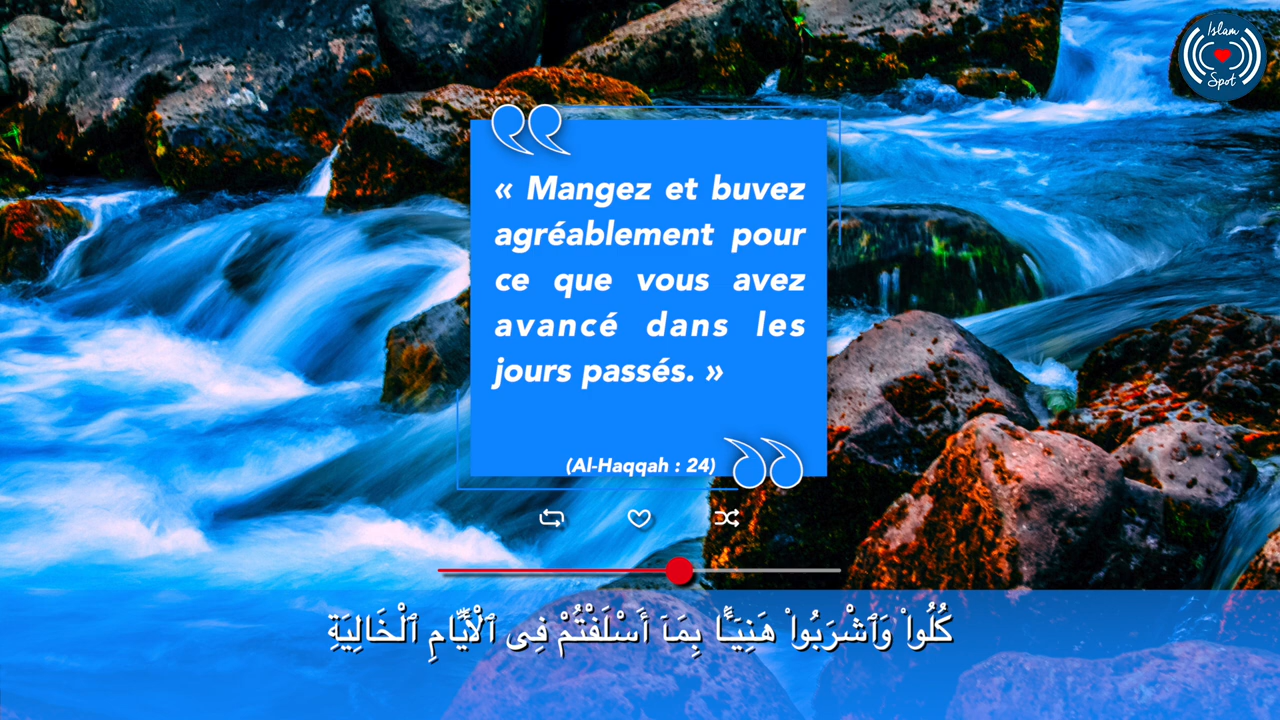 Islam
Spot
« Mangez et buvez
agréablement pour
ce que vous avez
avancé dans les
jours passés. »
(Al-Haqqah : 24)
كُلُوا۟ وَٱشْرَبُوا۟ هَنِيٓـًٔۢا بِمَآ أَسْلَفْتُمْ فِى ٱلْأَيَّامِ ٱلْخَالِيَةِ